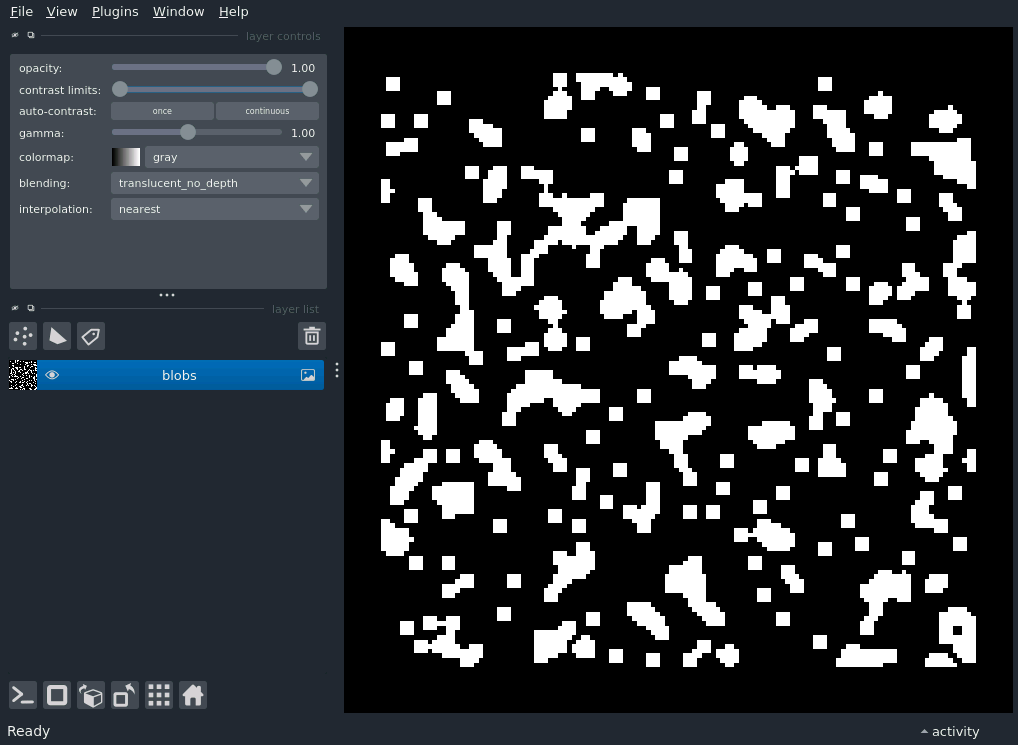 File View Plugins Window Help
layer controls
opacity: 1.00
contrast limits:
auto-contrast: once continuous
gamma: 1.00
colormap: gray
blending: translucent_no_depth
interpolation: nearest
layer list
blobs
Ready
activity